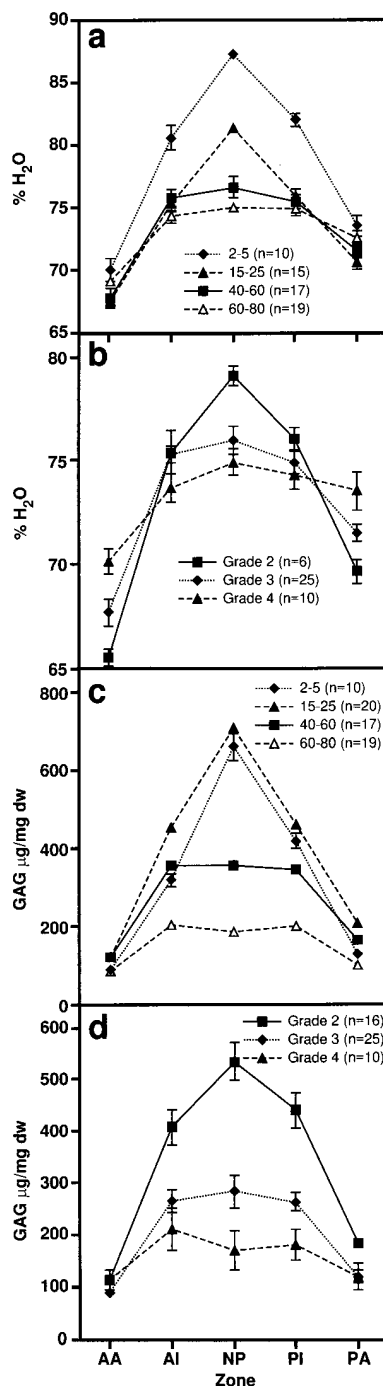 a
90
85
80
75
70
65
% H₂O
2-5 (n=10)
15-25 (n=15)
40-60 (n=17)
60-80 (n=19)
b
80
75
70
65
% H₂O
Grade 2 (n=6)
Grade 3 (n=25)
Grade 4 (n=10)
c
800
600
400
200
0
GAG μg/mg dw
2-5 (n=10)
15-25 (n=20)
40-60 (n=17)
60-80 (n=19)
d
600
500
400
300
200
100
0
GAG μg/mg dw
Grade 2 (n=16)
Grade 3 (n=25)
Grade 4 (n=10)
AA AI NP PI PA
Zone